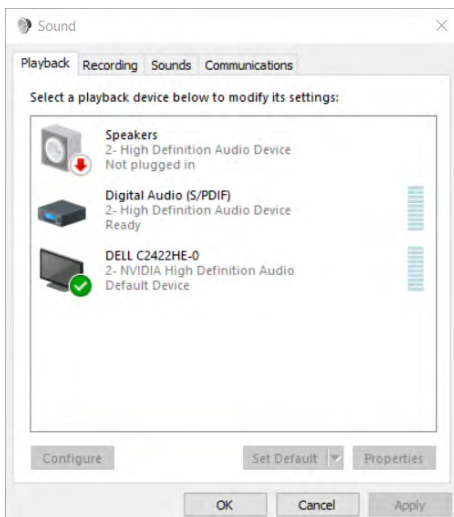 Sound
Playback Recording Sounds Communications
Select a playback device below to modify its settings:
Speakers
2- High Definition Audio Device
Not plugged in
Digital Audio (S/PDIF)
2- High Definition Audio Device
Ready
DELL C2422HE-0
2- NVIDIA High Definition Audio
Default Device
Configure Set Default Properties
OK Cancel Apply